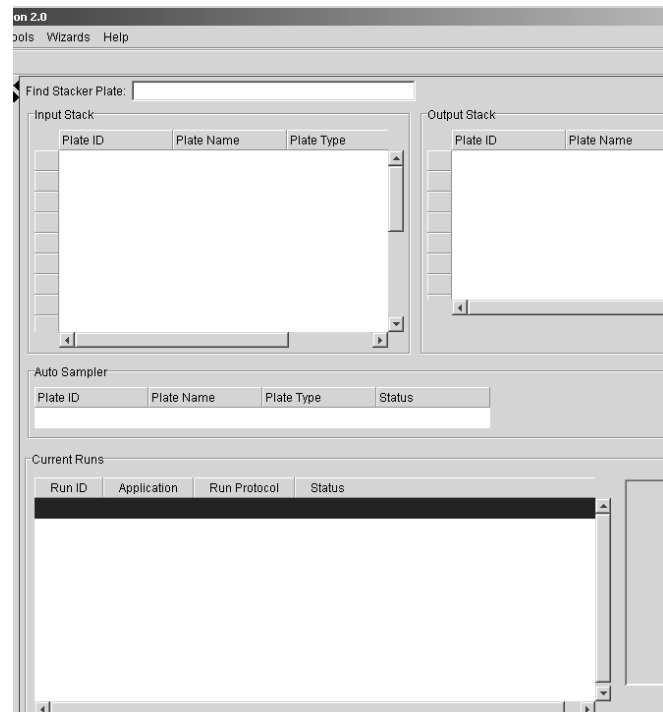 on 2.0
ools Wizards Help
Find Stacker Plate:
Input Stack
Plate ID Plate Name Plate Type
Output Stack
Plate ID Plate Name
Auto Sampler
Plate ID Plate Name Plate Type Status
Current Runs
Run ID Application Run Protocol Status